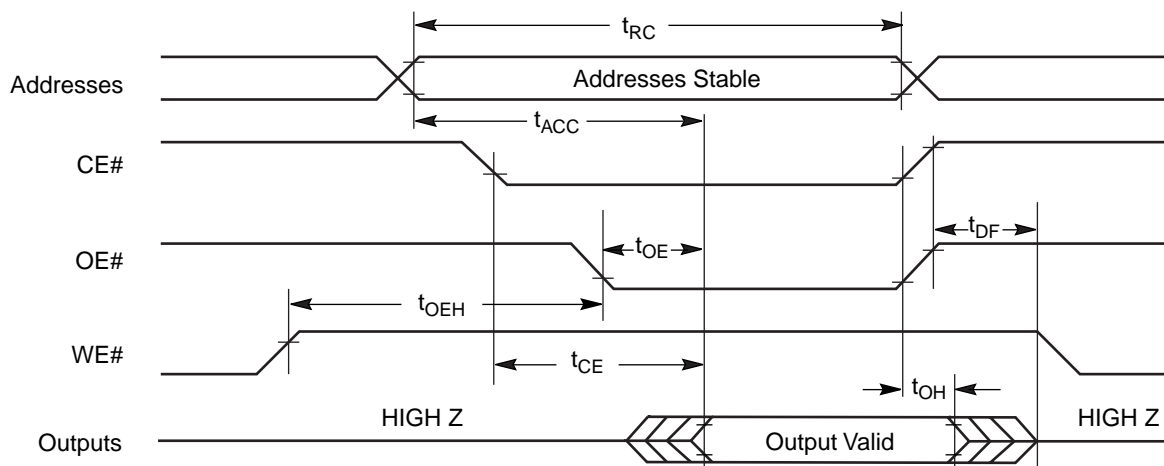 tRC
Addresses
Addresses Stable
tACC
CE#
OE#
tOE
tDF
tOEH
WE#
tCE
tOH
HIGH Z
HIGH Z
Outputs
Output Valid